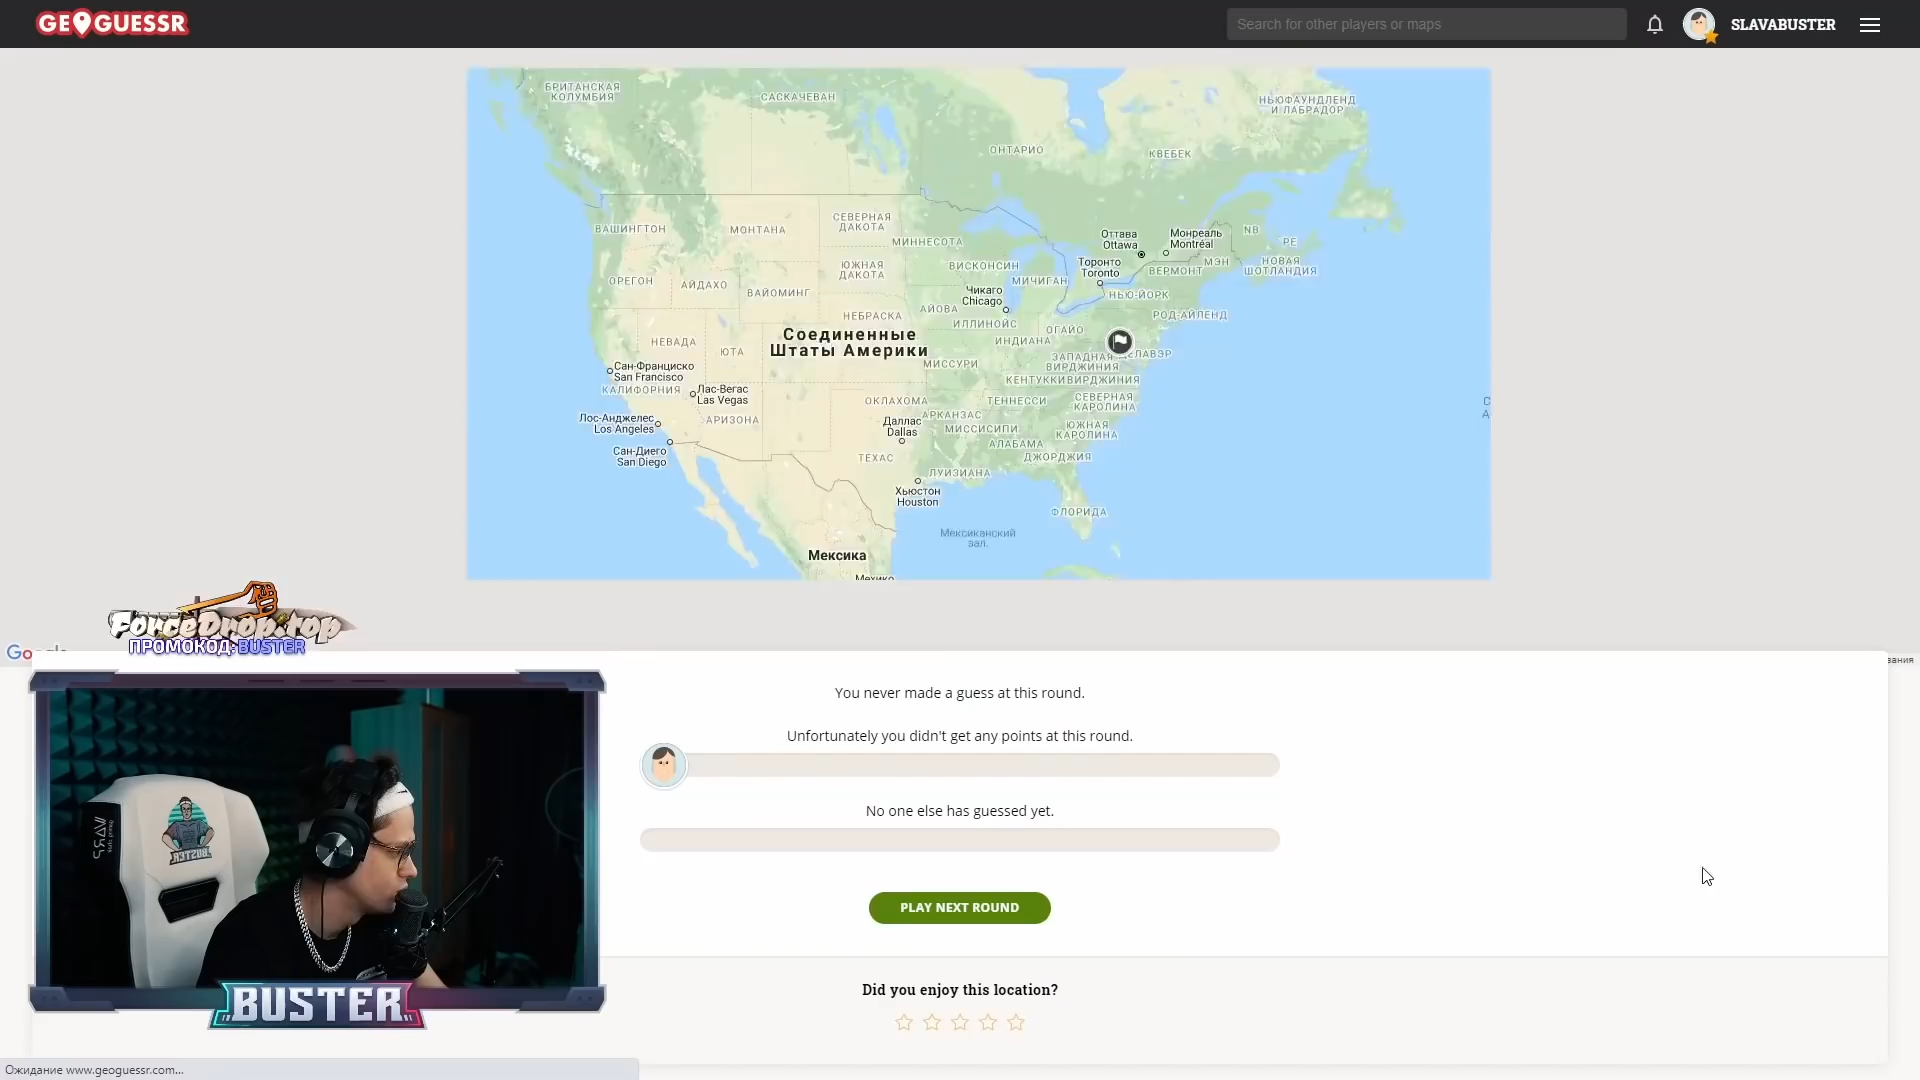 GEOGUESSR
Search for other players or maps
SLAVABUSTER
БРИТАНСКАЯ
КОЛУМБИЯ
САСКАЧЕВАН
НЬЮФАУНДЛЕНД
И ЛАБРАДОР
ОНТАРИО
КВЕБЕК
ВАШИНГТОН
МОНТАНА
СЕВЕРНАЯ
ДАКОТА
МИННЕСОТА
Оттава
Ottawa
Монреаль
Montréal
NB
PE
НОВАЯ
ШОТЛАНДИЯ
МЭН
ВЕРМОНТ
Торонто
Toronto
ОРЕГОН
АЙДАХО
ВАЙОМИНГ
ЮЖНАЯ
ДАКОТА
ВИСКОНСИН
МИЧИГАН
Чикаго
Chicago
НЬЮ-ЙОРК
РОД-АЙЛЕНД
НЕБРАСКА
АЙОВА
ИЛЛИНОЙС
ОГАЙО
ИНДИАНА
Соединенные
Штаты Америки
НЕВАДА
ЮТА
МИССУРИ
ЗАПАДНАЯ
ВИРДЖИНИЯ
ЕЛАВЭР
КЕНТУККИ
ВИРДЖИНИЯ
Сан-Франциско
San Francisco
КАЛИФОРНИЯ
Лас-Вегас
Las Vegas
ОКЛАХОМА
ТЕННЕССИ
СЕВЕРНАЯ
КАРОЛИНА
Лос-Анджелес
Los Angeles
АРИЗОНА
Даллас
Dallas
АРКАНЗАС
МИССИСИПИ
ЮЖНАЯ
КАРОЛИНА
АЛАБАМА
ДЖОРДЖИЯ
Сан-Диего
San Diego
ТЕХАС
ЛУИЗИАНА
Хьюстон
Houston
ФЛОРИДА
Мексиканский
зал.
Мексика
Мехико
С
А
ForceDrop.top
ПРОМОКОД: BUSTER
Google
вания
You never made a guess at this round.
Unfortunately you didn't get any points at this round.
No one else has guessed yet.
PLAY NEXT ROUND
Did you enjoy this location?
WARP
BUSTER
BUSTER
Ожидание www.geoguessr.com...